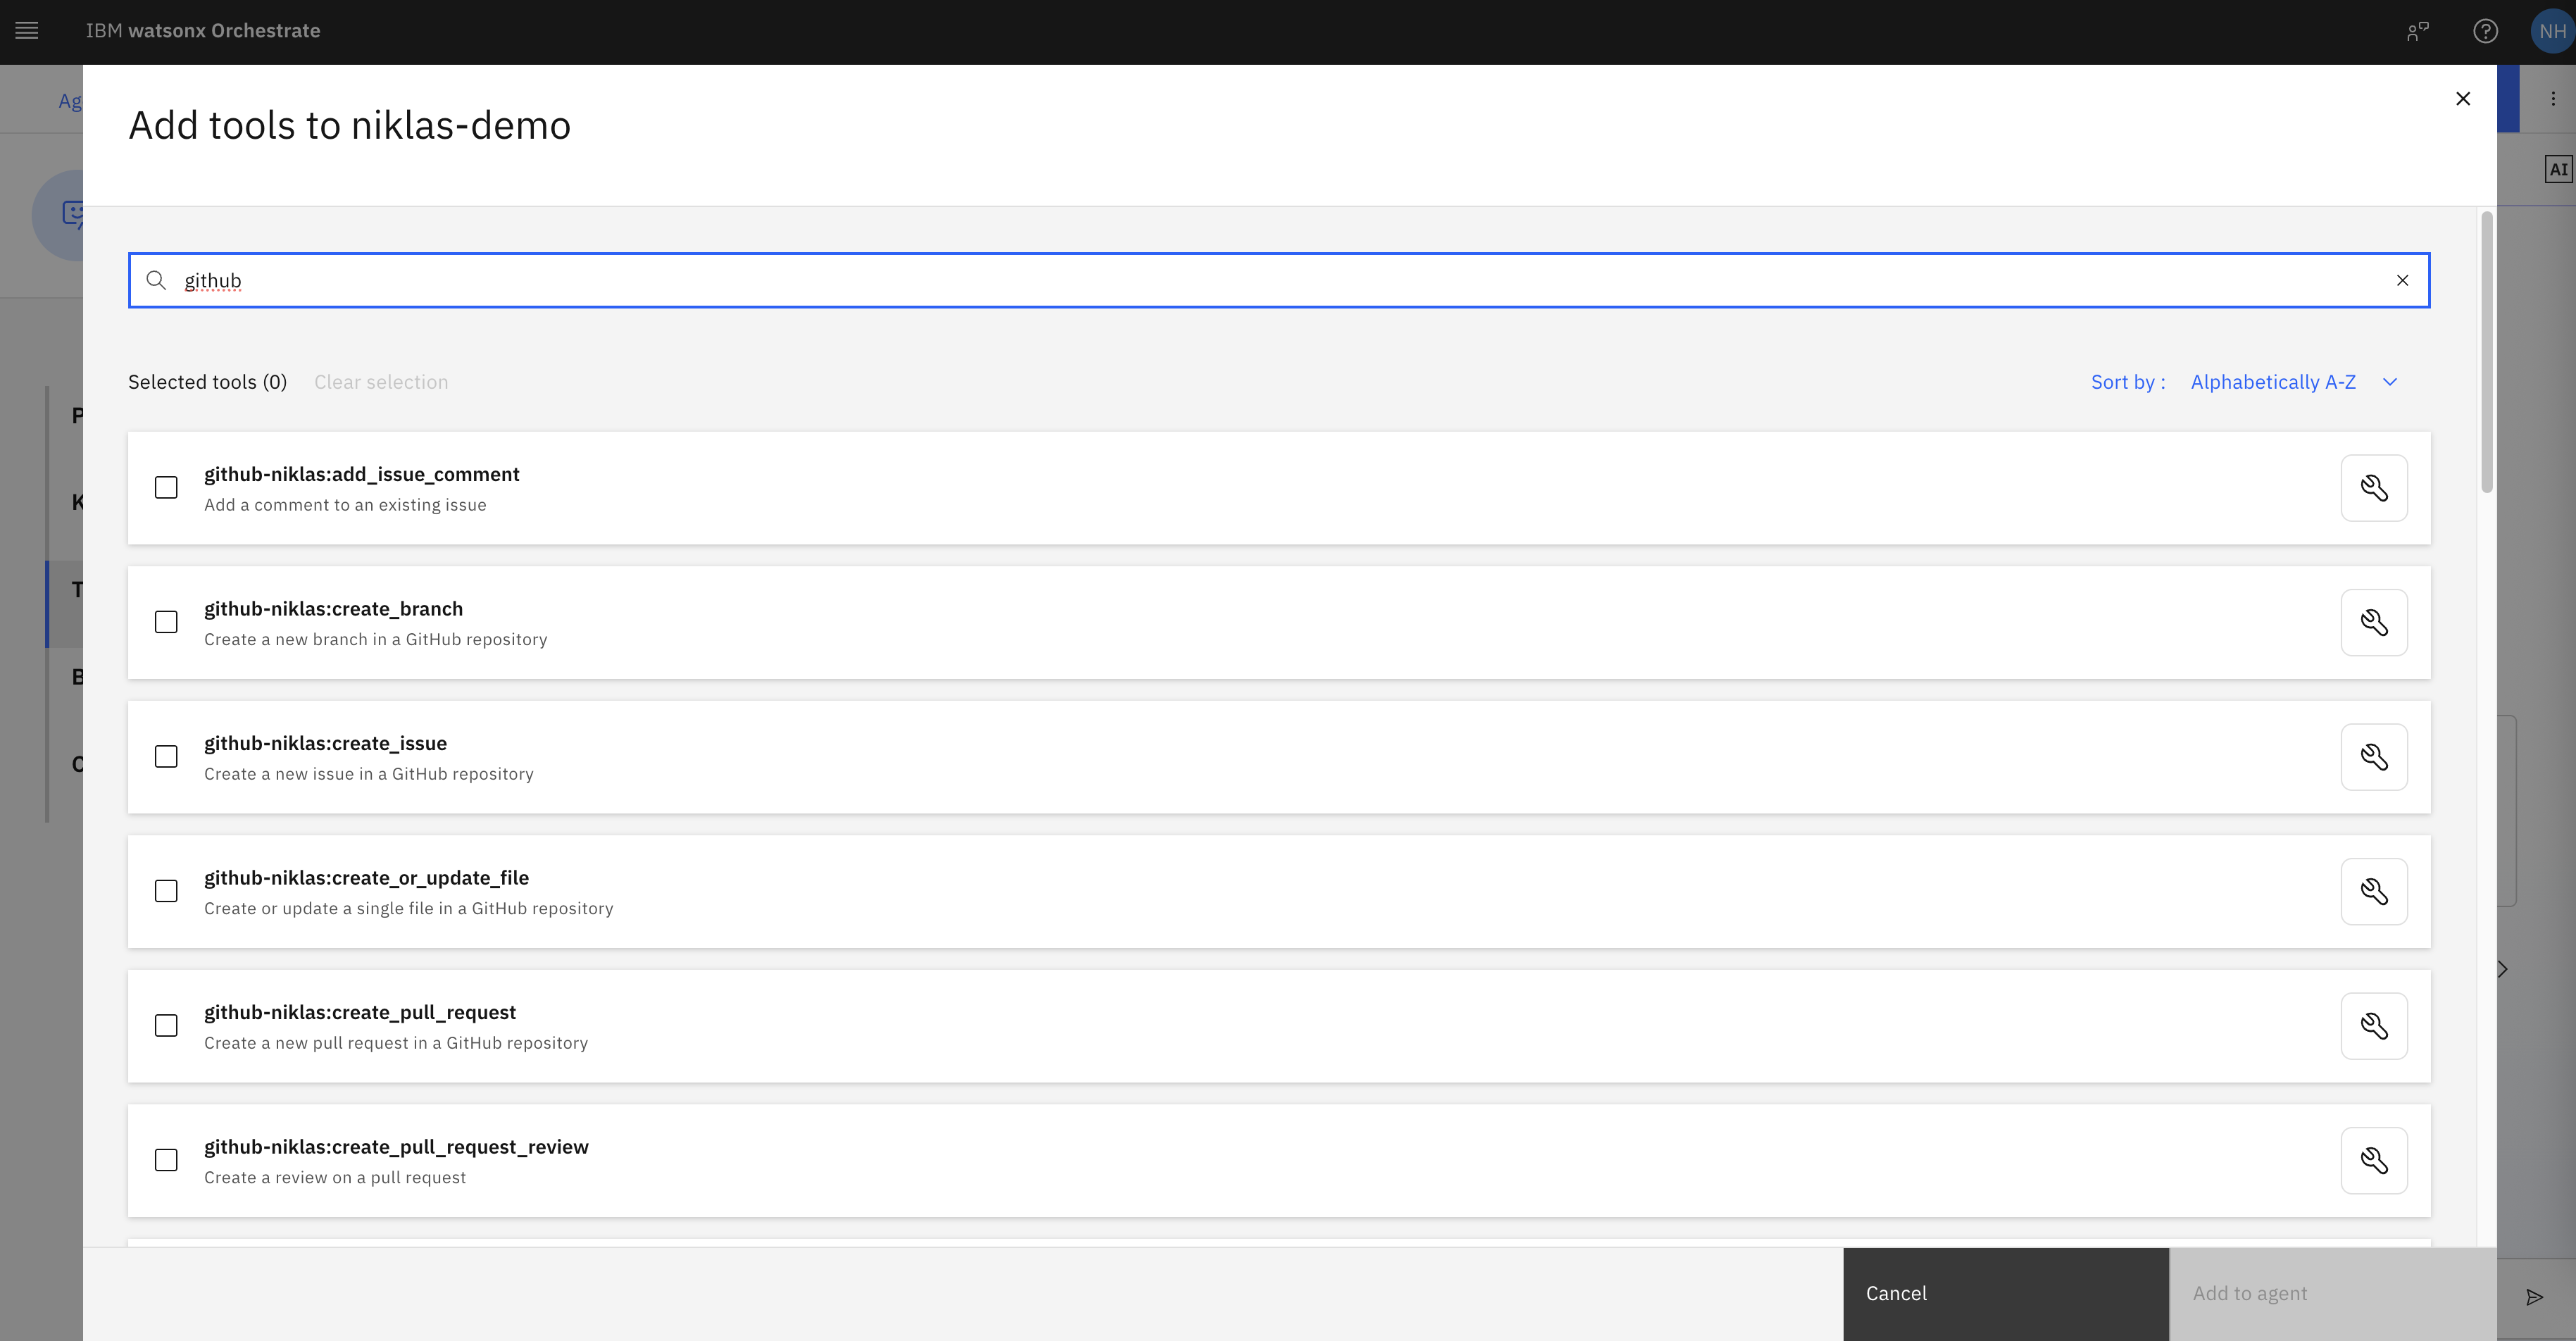 IBM watsonx Orchestrate
NH
Ag
AI
Add tools to niklas-demo
github
Selected tools (0) Clear selection
Sort by : Alphabetically A-Z
P
K
T
B
C
github-niklas:add_issue_comment
Add a comment to an existing issue
github-niklas:create_branch
Create a new branch in a GitHub repository
github-niklas:create_issue
Create a new issue in a GitHub repository
github-niklas:create_or_update_file
Create or update a single file in a GitHub repository
github-niklas:create_pull_request
Create a new pull request in a GitHub repository
github-niklas:create_pull_request_review
Create a review on a pull request
Cancel
Add to agent